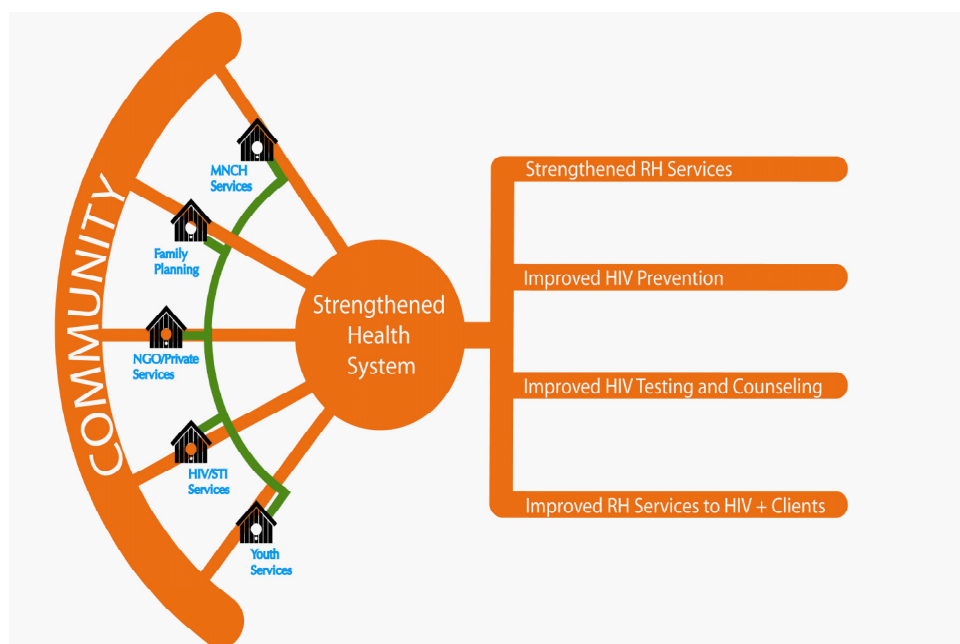 COMMUNITY
MNCH
Services
Family
Planning
NGO/Private
Services
HIV/STI
Services
Youth
Services
Strengthened
Health
System
Strengthened RH Services
Improved HIV Prevention
Improved HIV Testing and Counseling
Improved RH Services to HIV + Clients